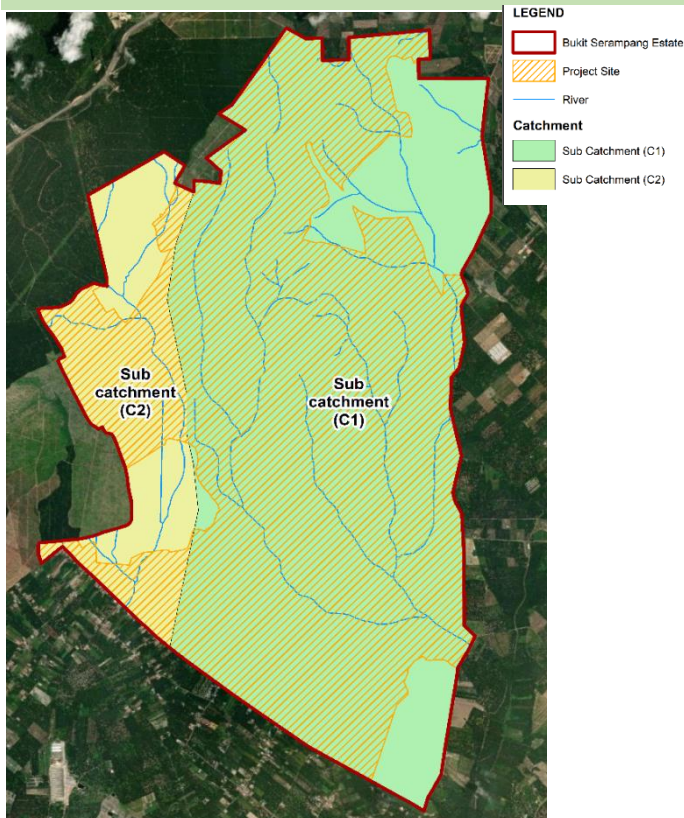 LEGEND
Bukit Serampang Estate
Project Site
River
Catchment
Sub Catchment (C1)
Sub Catchment (C2)
Sub
catchment
(C2)
Sub
catchment
(C1)